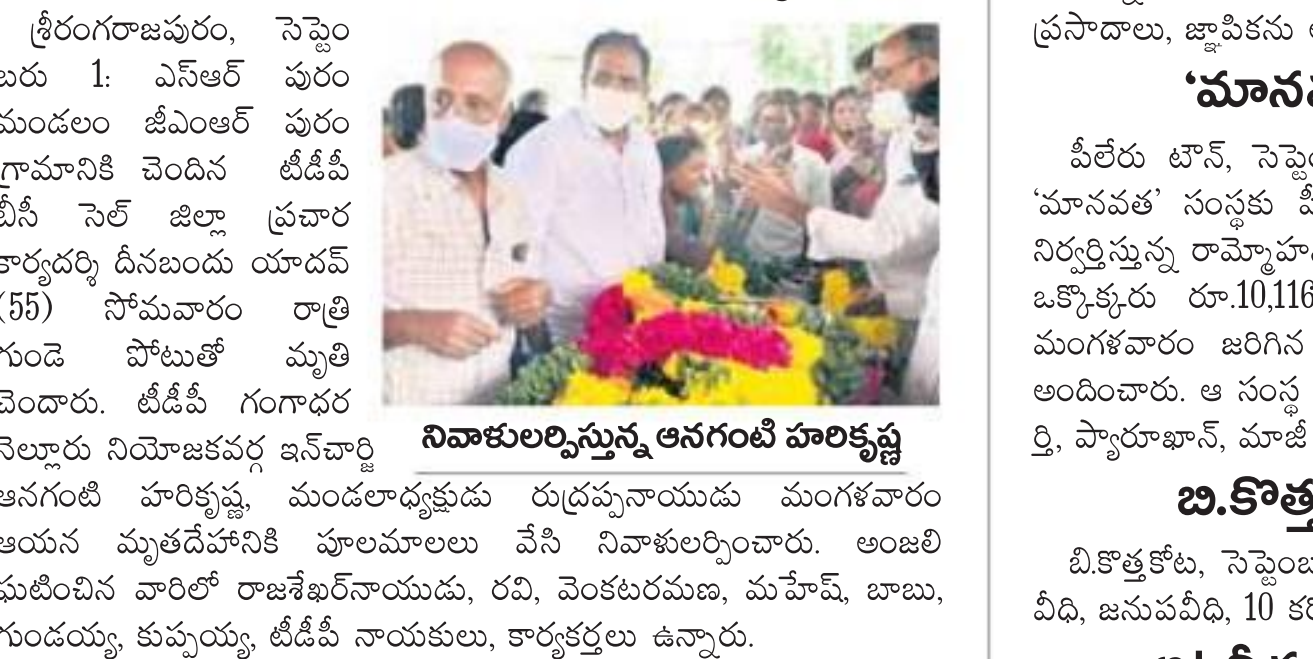 శ్రీరంగరాజపురం, సెప్టెం
బరు 1: ఎస్ఆర్ పురం
మండలం జీఎంఆర్ పురం
గ్రామానికి చెందిన టీడీపీ
బీసీ సెల్ జిల్లా ప్రచార
కార్యదర్శి దీనబందు యాదవ్
(55) సోమవారం రాత్రి
గుండె పోటుతో మృతి
చెందారు. టీడీపీ గంగాధర
నెల్లూరు నియోజకవర్గ ఇన్‌చార్జి
ఆనగంటి హరికృష్ణ, మండలాధ్యక్షుడు రుద్రప్పనాయుడు మంగళవారం
ఆయన మృతదేహానికి పూలమాలలు వేసి నివాళులర్పించారు. అంజలి
ఘటించిన వారిలో రాజశేఖర్‌నాయుడు, రవి, వెంకటరమణ, మహేష్, బాబు,
గుండయ్య, కుప్పయ్య, టీడీపీ నాయకులు, కార్యకర్తలు ఉన్నారు.
నివాళులర్పిస్తున్న ఆనగంటి హరికృష్ణ
ప్రసాదాలు, జ్ఞాపికను
‘మాన
పీలేరు టౌన్, సెప్టెం
‘మానవత’ సంస్థకు
నిర్వర్తిస్తున్న రామ్మోహ
ఒక్కొక్కరు రూ.10,116
మంగళవారం జరిగిన
అందించారు. ఆ సంస్థ
ర్తి, ప్యారూఖాన్, మాజీ
బి.కొత్త
బి.కొత్తకోట, సెప్టెంబ
వీధి, జనుపవీధి, 10